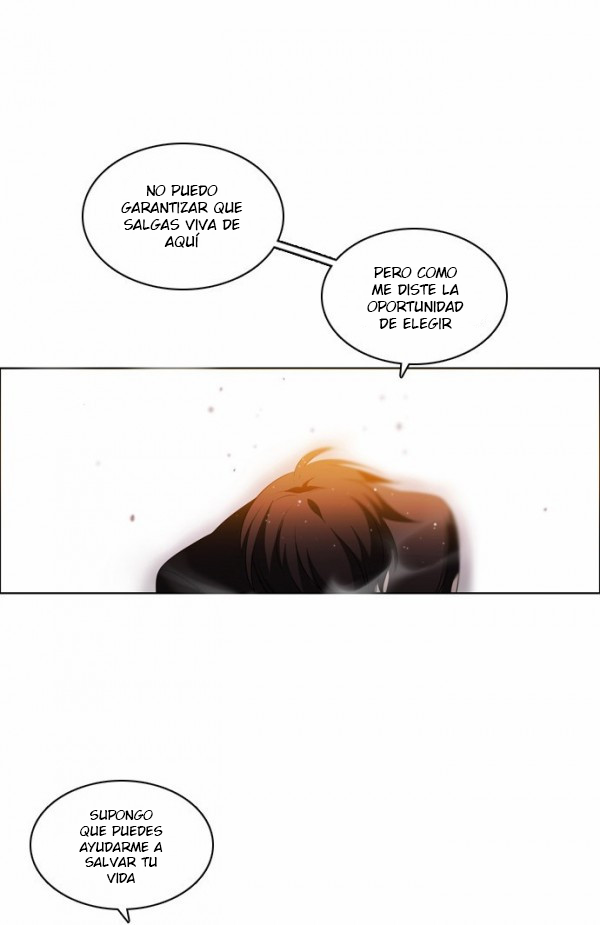 NO PUEDO
GARANTIZAR QUE
SALGAS VIVA DE
AQUÍ
PERO COMO
ME DISTE LA
OPORTUNIDAD
DE ELEGIR
SUPONGO
QUE PUEDES
AYUDARME A
SALVAR TU
VIDA